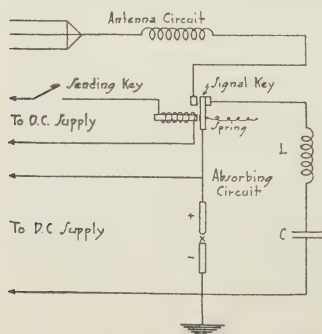 Antenna Circuit
Sending Key
Signal Key
To D.C. Supply
Spring
L
Absorbing
Circuit
+
To D.C Supply
C
-